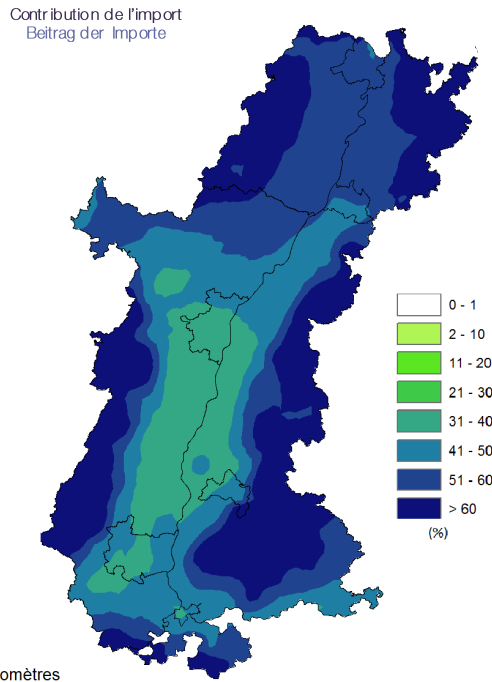 Contribution de l'import
Beitrag der Importe
0 - 1
2 - 10
11 - 20
21 - 30
31 - 40
41 - 50
51 - 60
> 60
(%)
omètres